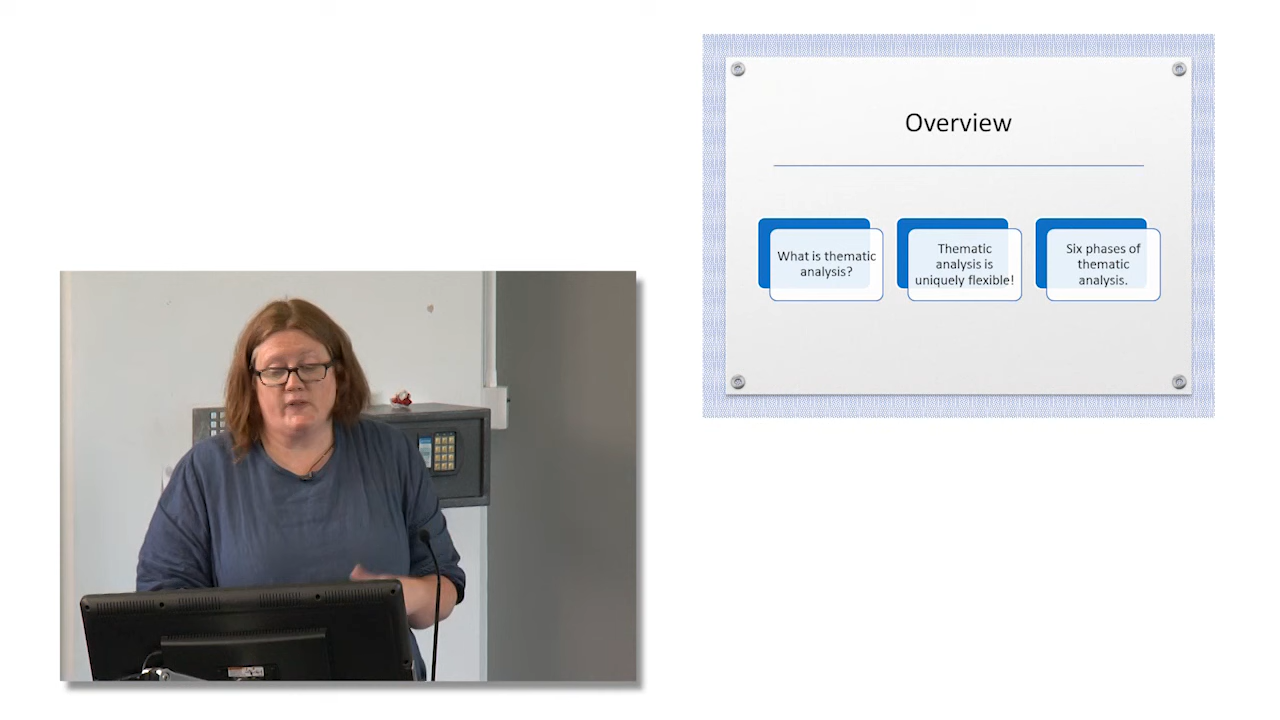 Overview
What is thematic
analysis?
Thematic
analysis is
uniquely flexible!
Six phases of
thematic
analysis.